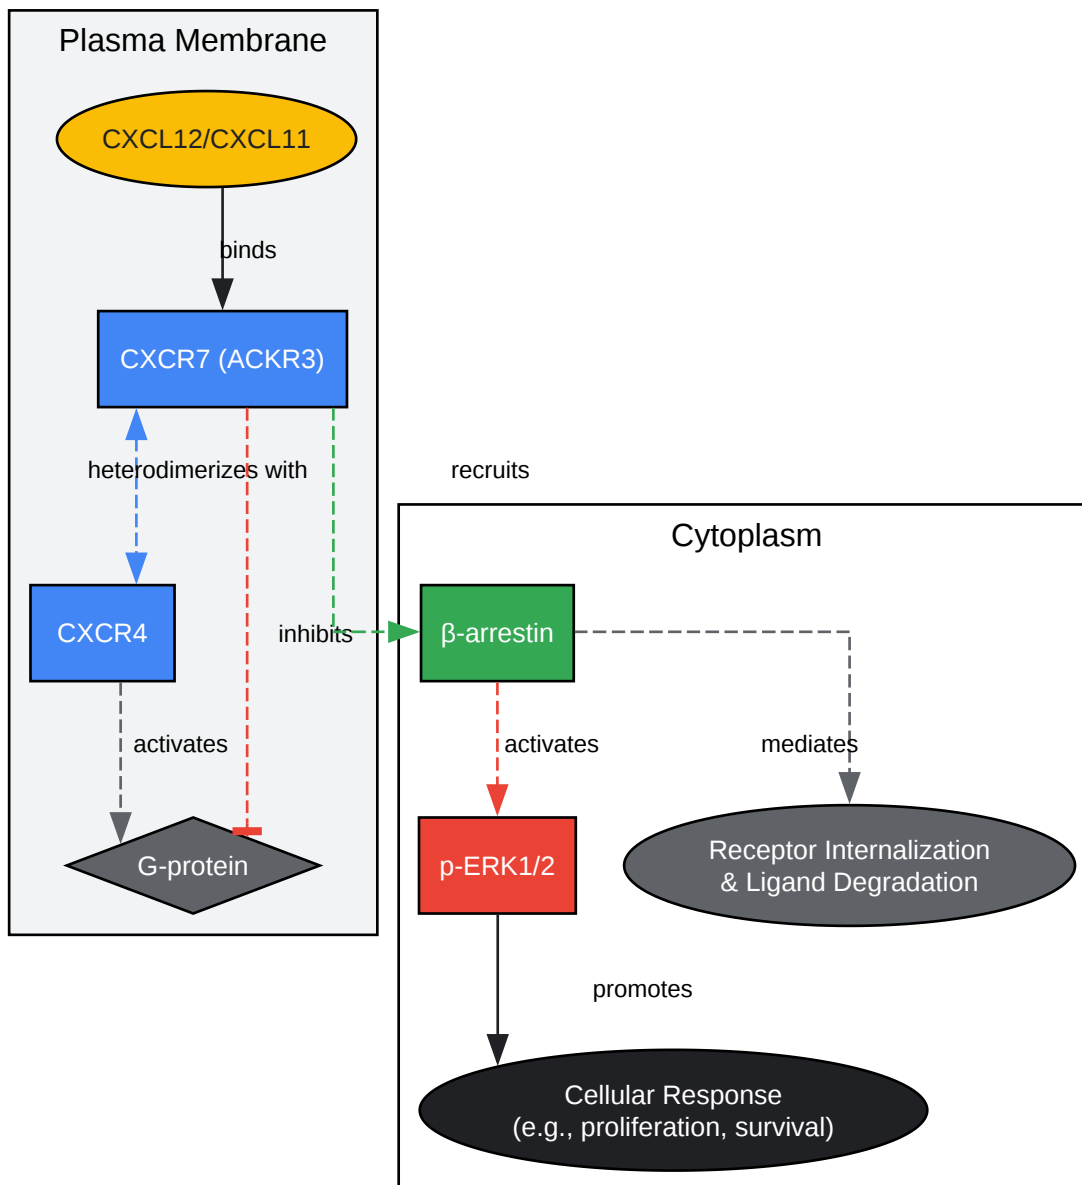 Plasma Membrane
CXCL12/CXCL11
binds
CXCR7 (ACKR3)
heterodimerizes with
recruits
Cytoplasm
CXCR4
inhibits
β-arrestin
activates
activates
mediates
G-protein
p-ERK1/2
Receptor Internalization
& Ligand Degradation
promotes
Cellular Response
(e.g., proliferation, survival)